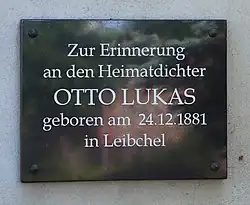 Zur Erinnerung
an den Heimatdichter
OTTO LUKAS
geboren am 24.12.1881
in Leibchel